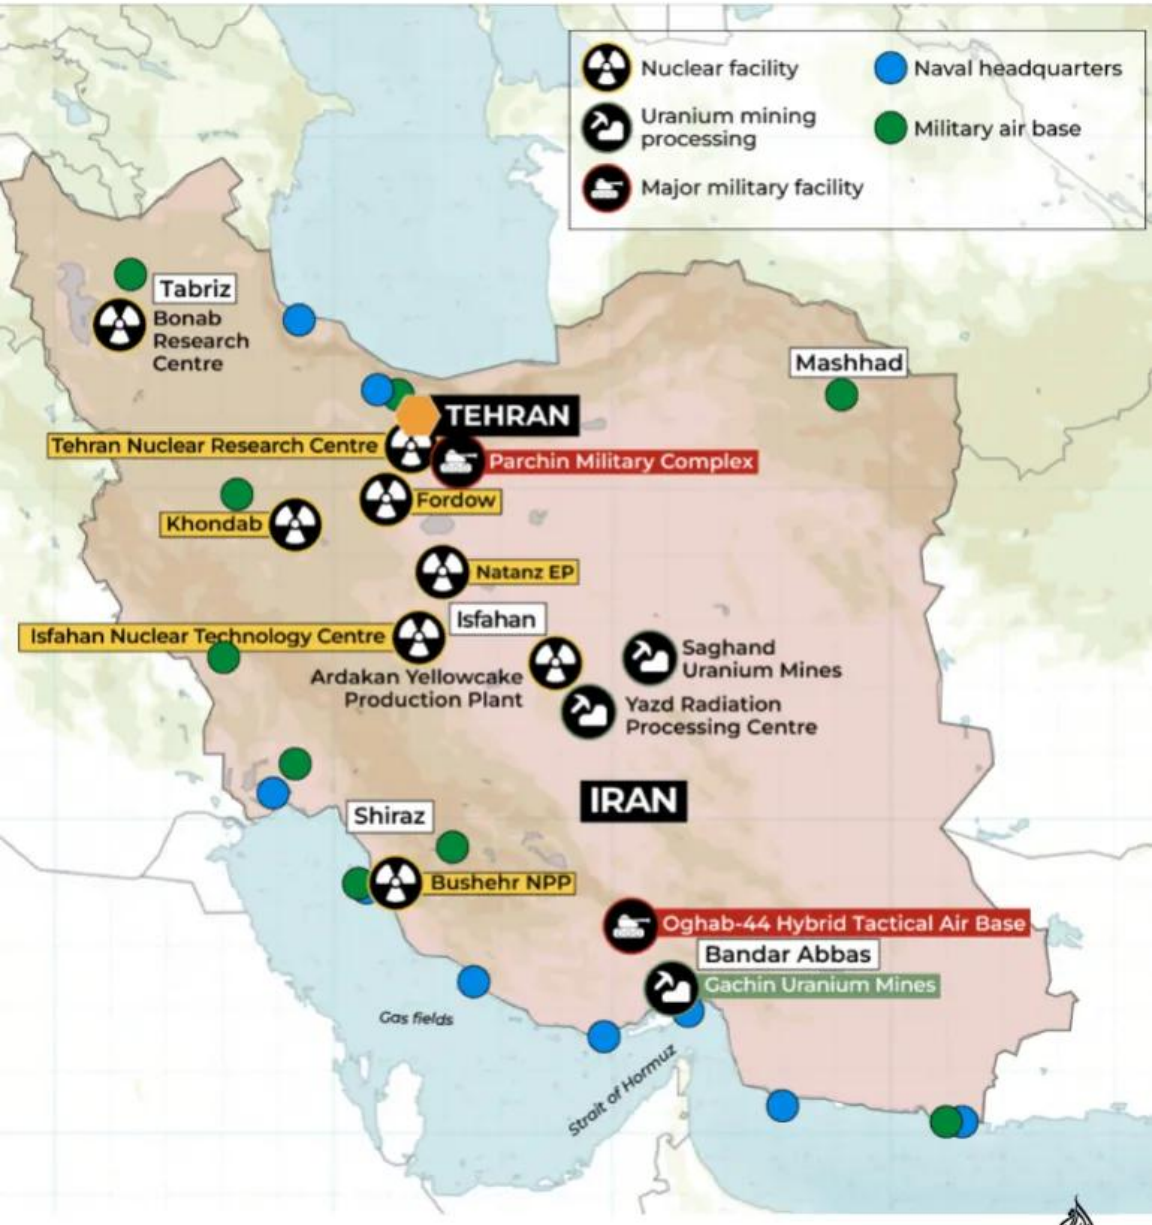 Nuclear facility
Naval headquarters
Uranium mining
processing
Military air base
Major military facility
Tabriz
Bonab
Research
Centre
Mashhad
TEHRAN
Tehran Nuclear Research Centre
Parchin Military Complex
Fordow
Khondab
Natanz EP
Isfahan
Isfahan Nuclear Technology Centre
Saghand
Uranium Mines
Ardakan Yellowcake
Production Plant
Yazd Radiation
Processing Centre
IRAN
Shiraz
Bushehr NPP
Oghab-44 Hybrid Tactical Air Base
Bandar Abbas
Gachin Uranium Mines
Gas fields
Strait of Hormuz